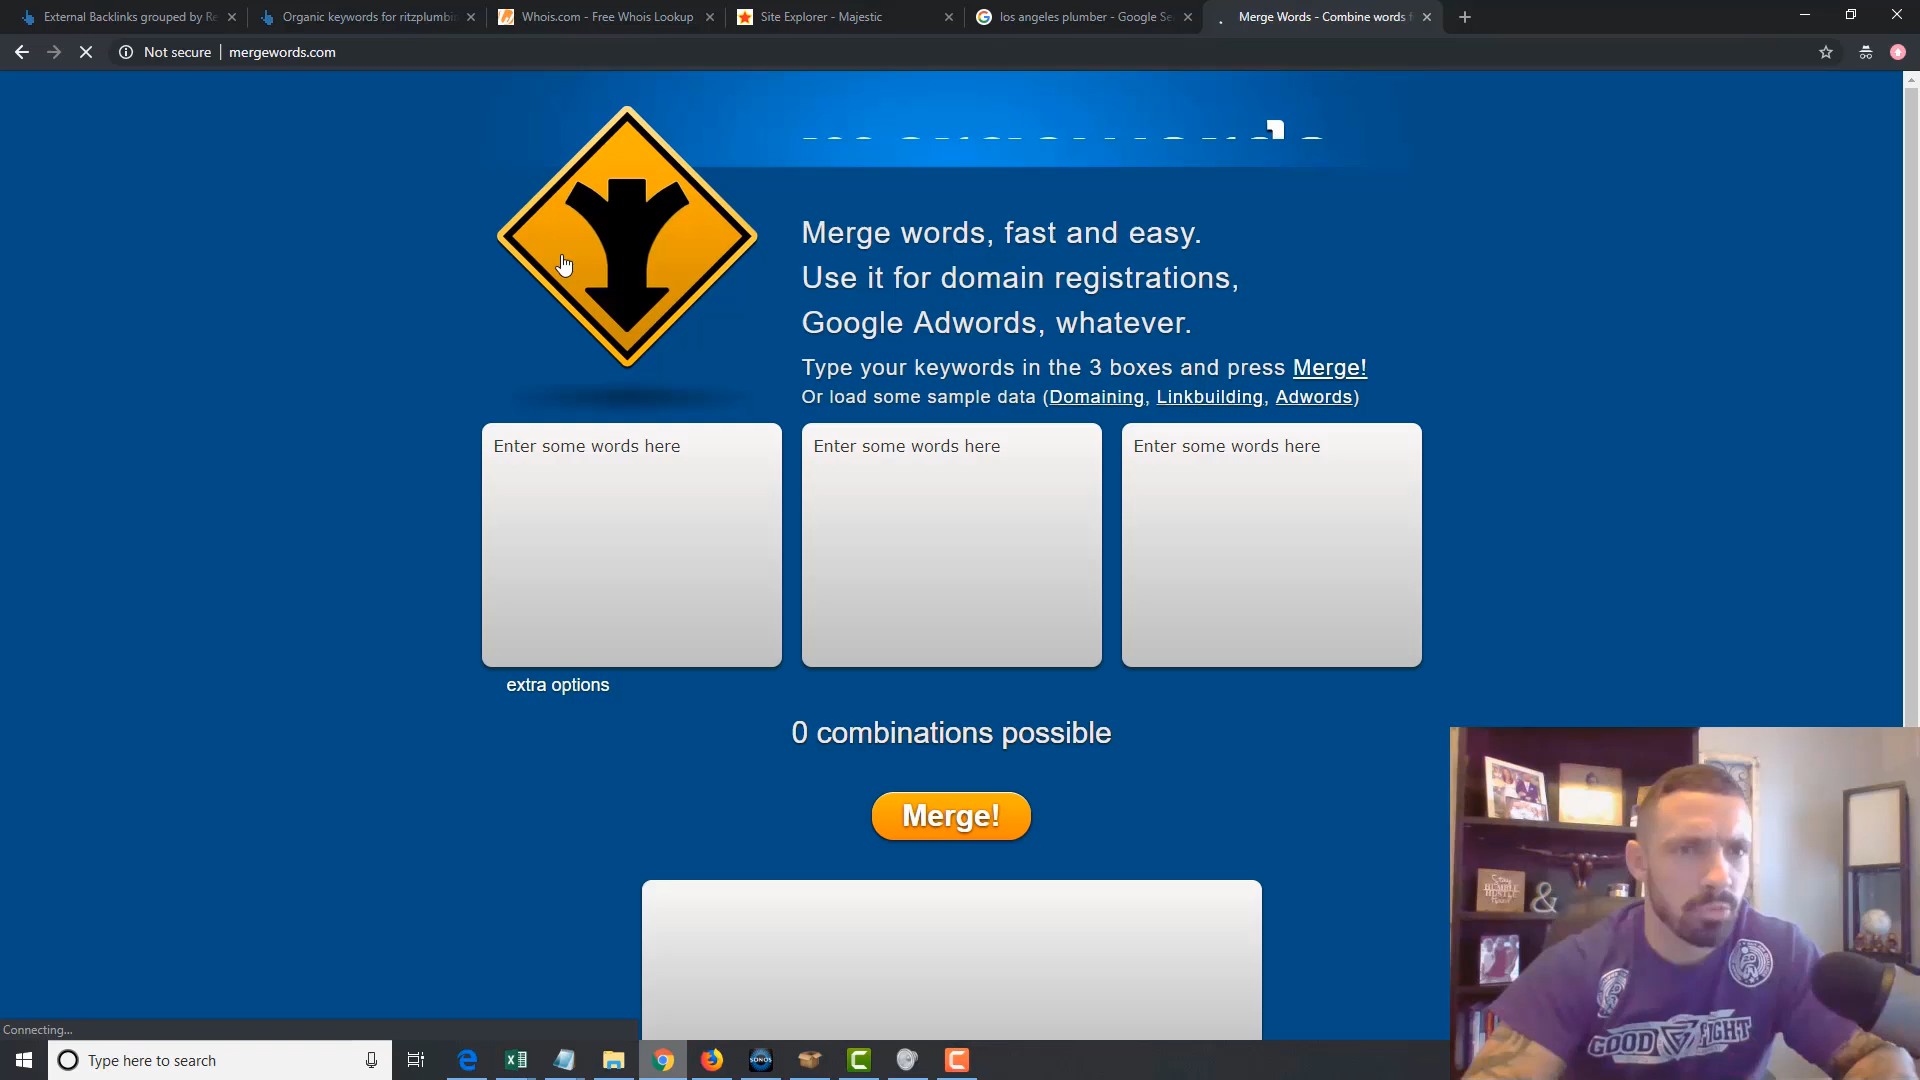 External Backlinks grouped by Re
Organic keywords for ritzplumbin
Whois.com - Free Whois Lookup
Site Explorer - Majestic
los angeles plumber - Google Se
Merge Words - Combine words f
Not secure | mergewords.com
Merge words, fast and easy.
Use it for domain registrations,
Google Adwords, whatever.
Type your keywords in the 3 boxes and press Merge!
Or load some sample data (Domaining, Linkbuilding, Adwords)
Enter some words here
Enter some words here
Enter some words here
extra options
0 combinations possible
Merge!
&
GOOD FIGHT
Connecting...
Type here to search
SONOS